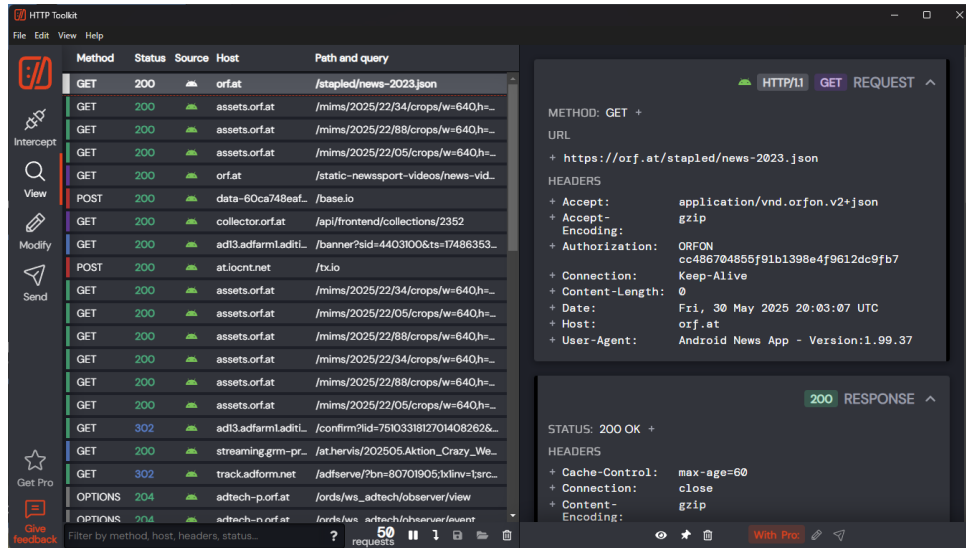 HTTP Toolkit
File Edit View Help
Method Status Source Host Path and query
GET 200 orf.at /stapled/news-2023.json
GET 200 assets.orf.at /mims/2025/22/34/crops/w=640,h=...
GET 200 assets.orf.at /mims/2025/22/88/crops/w=640,h=...
GET 200 assets.orf.at /mims/2025/22/05/crops/w=640,h=...
GET 200 orf.at /static-newssport-videos/news-vid...
POST 200 data-60ca748eaf... /base.io
GET 200 collector.orf.at /api/frontend/collections/2352
GET 200 ad13.adfarm1.aditi... /banner?sid=4403100&ts=17486353...
POST 200 at.iocnt.net /tx.io
GET 200 assets.orf.at /mims/2025/22/34/crops/w=640,h=...
GET 200 assets.orf.at /mims/2025/22/05/crops/w=640,h=...
GET 200 assets.orf.at /mims/2025/22/88/crops/w=640,h=...
GET 200 assets.orf.at /mims/2025/22/34/crops/w=640,h=...
GET 200 assets.orf.at /mims/2025/22/88/crops/w=640,h=...
GET 200 assets.orf.at /mims/2025/22/05/crops/w=640,h=...
GET 302 ad13.adfarm1.aditi... /confirm?lid=7510331812701408262&...
GET 200 streaming.grm-pr... /at.hervis/202505.Aktion_Crazy_We...
GET 302 track.adform.net /adfserve/?bn=80701905;1x1inv=1;src...
OPTIONS 204 adtech-p.orf.at /ords/ws_adtech/observer/view
OPTIONS 204 adtech-p.orf.at /ords/ws_adtech/observer/event
Intercept
View
Modify
Send
Get Pro
Give
feedback
Filter by method, host, headers, status... ? 50
requests
HTTP/1.1 GET REQUEST
METHOD: GET +
URL
+ https://orf.at/stapled/news-2023.json
HEADERS
+ Accept: application/vnd.orfon.v2+json
+ Accept- gzip
Encoding:
+ Authorization: ORFON
cc486704855f91b1398e4f9612dc9fb7
+ Connection: Keep-Alive
+ Content-Length: 0
+ Date: Fri, 30 May 2025 20:03:07 UTC
+ Host: orf.at
+ User-Agent: Android News App - Version:1.99.37
200 RESPONSE
STATUS: 200 OK +
HEADERS
+ Cache-Control: max-age=60
+ Connection: close
+ Content- gzip
Encoding:
With Pro: